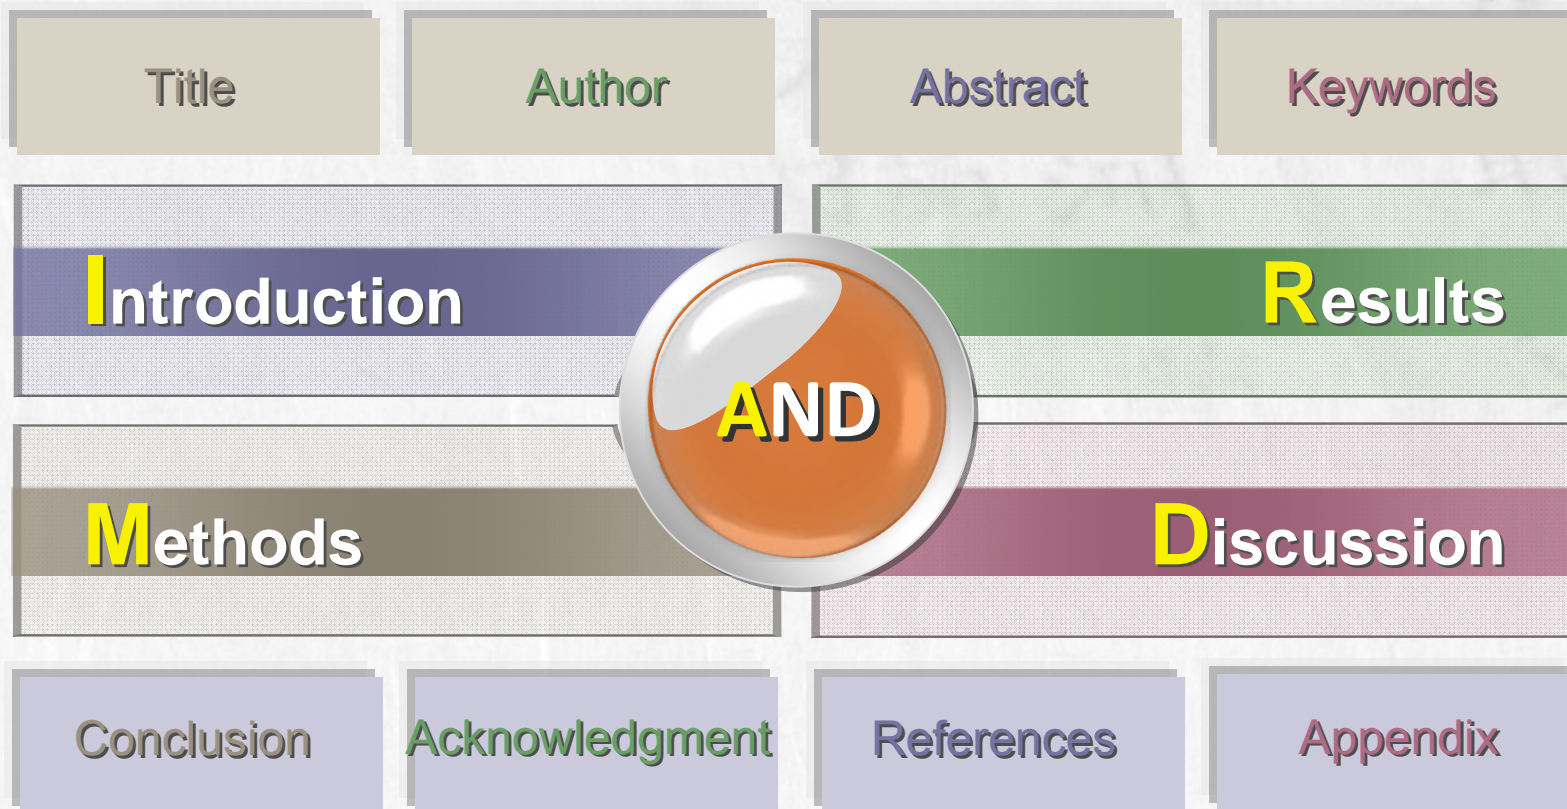 Title
Author
Abstract
Keywords
Introduction
Results
AND
Methods
Discussion
Conclusion
Acknowledgment
References
Appendix